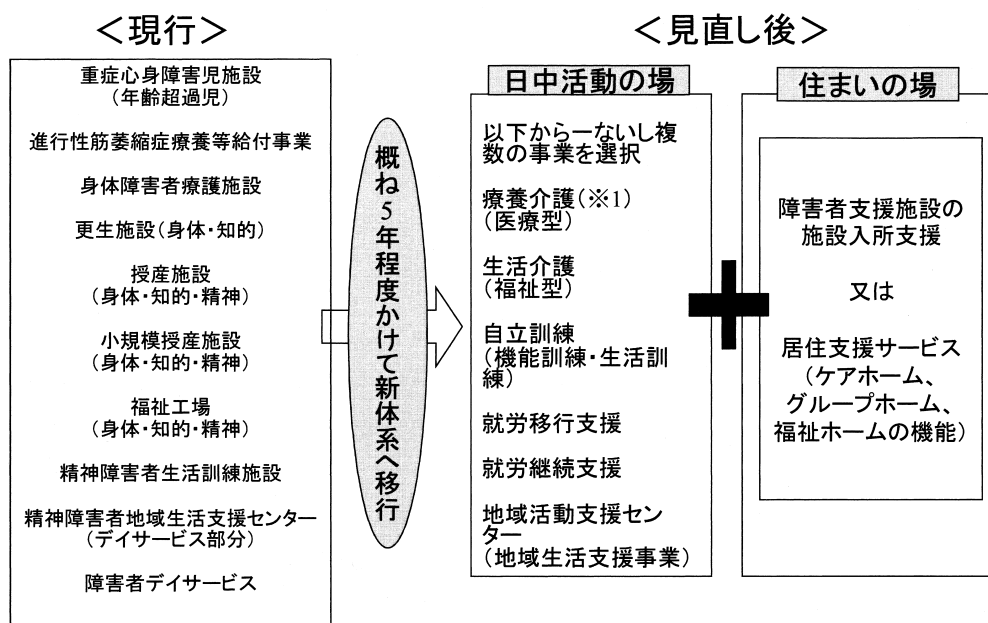 ＜現行＞
重症心身障害児施設
（年齢超過児）
進行性筋萎縮症療養等給付事業
身体障害者療護施設
更生施設（身体・知的）
授産施設
（身体・知的・精神）
小規模授産施設
（身体・知的・精神）
福祉工場
（身体・知的・精神）
精神障害者生活訓練施設
精神障害者地域生活支援センター
（デイサービス部分）
障害者デイサービス
概ね5年程度かけて新体系へ移行
＜見直し後＞
日中活動の場
以下から一ないし複
数の事業を選択
療養介護（※1）
（医療型）
生活介護
（福祉型）
自立訓練
（機能訓練・生活訓
練）
就労移行支援
就労継続支援
地域活動支援セン
ター
（地域生活支援事業）
住まいの場
障害者支援施設の
施設入所支援
又は
居住支援サービス
（ケアホーム、
グループホーム、
福祉ホームの機能）